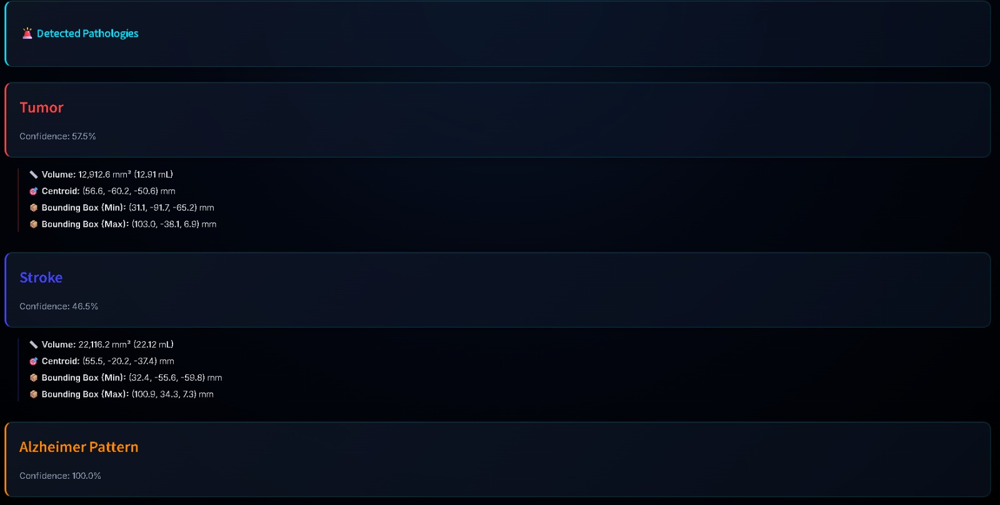 🚨 Detected Pathologies
Tumor
Confidence: 57.5%
📏 Volume: 12,912.6 mm³ (12.91 mL)
🎯 Centroid: (56.6, -60.2, -50.6) mm
📦 Bounding Box (Min): (31.1, -91.7, -65.2) mm
📦 Bounding Box (Max): (103.0, -38.1, 6.9) mm
Stroke
Confidence: 46.5%
📏 Volume: 22,116.2 mm³ (22.12 mL)
🎯 Centroid: (55.5, -20.2, -37.4) mm
📦 Bounding Box (Min): (32.4, -55.6, -59.8) mm
📦 Bounding Box (Max): (100.9, 34.3, 7.3) mm
Alzheimer Pattern
Confidence: 100.0%